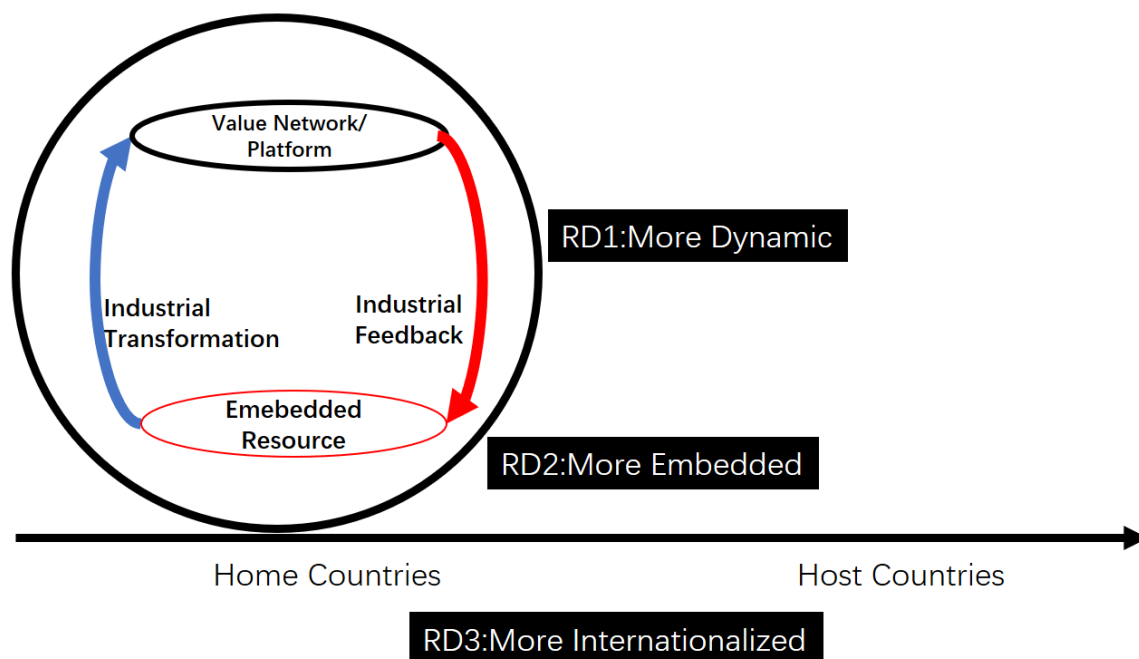 Value Network/
Platform
RD1:More Dynamic
Industrial
Transformation
Industrial
Feedback
Emebedded
Resource
RD2:More Embedded
Home Countries
Host Countries
RD3:More Internationalized